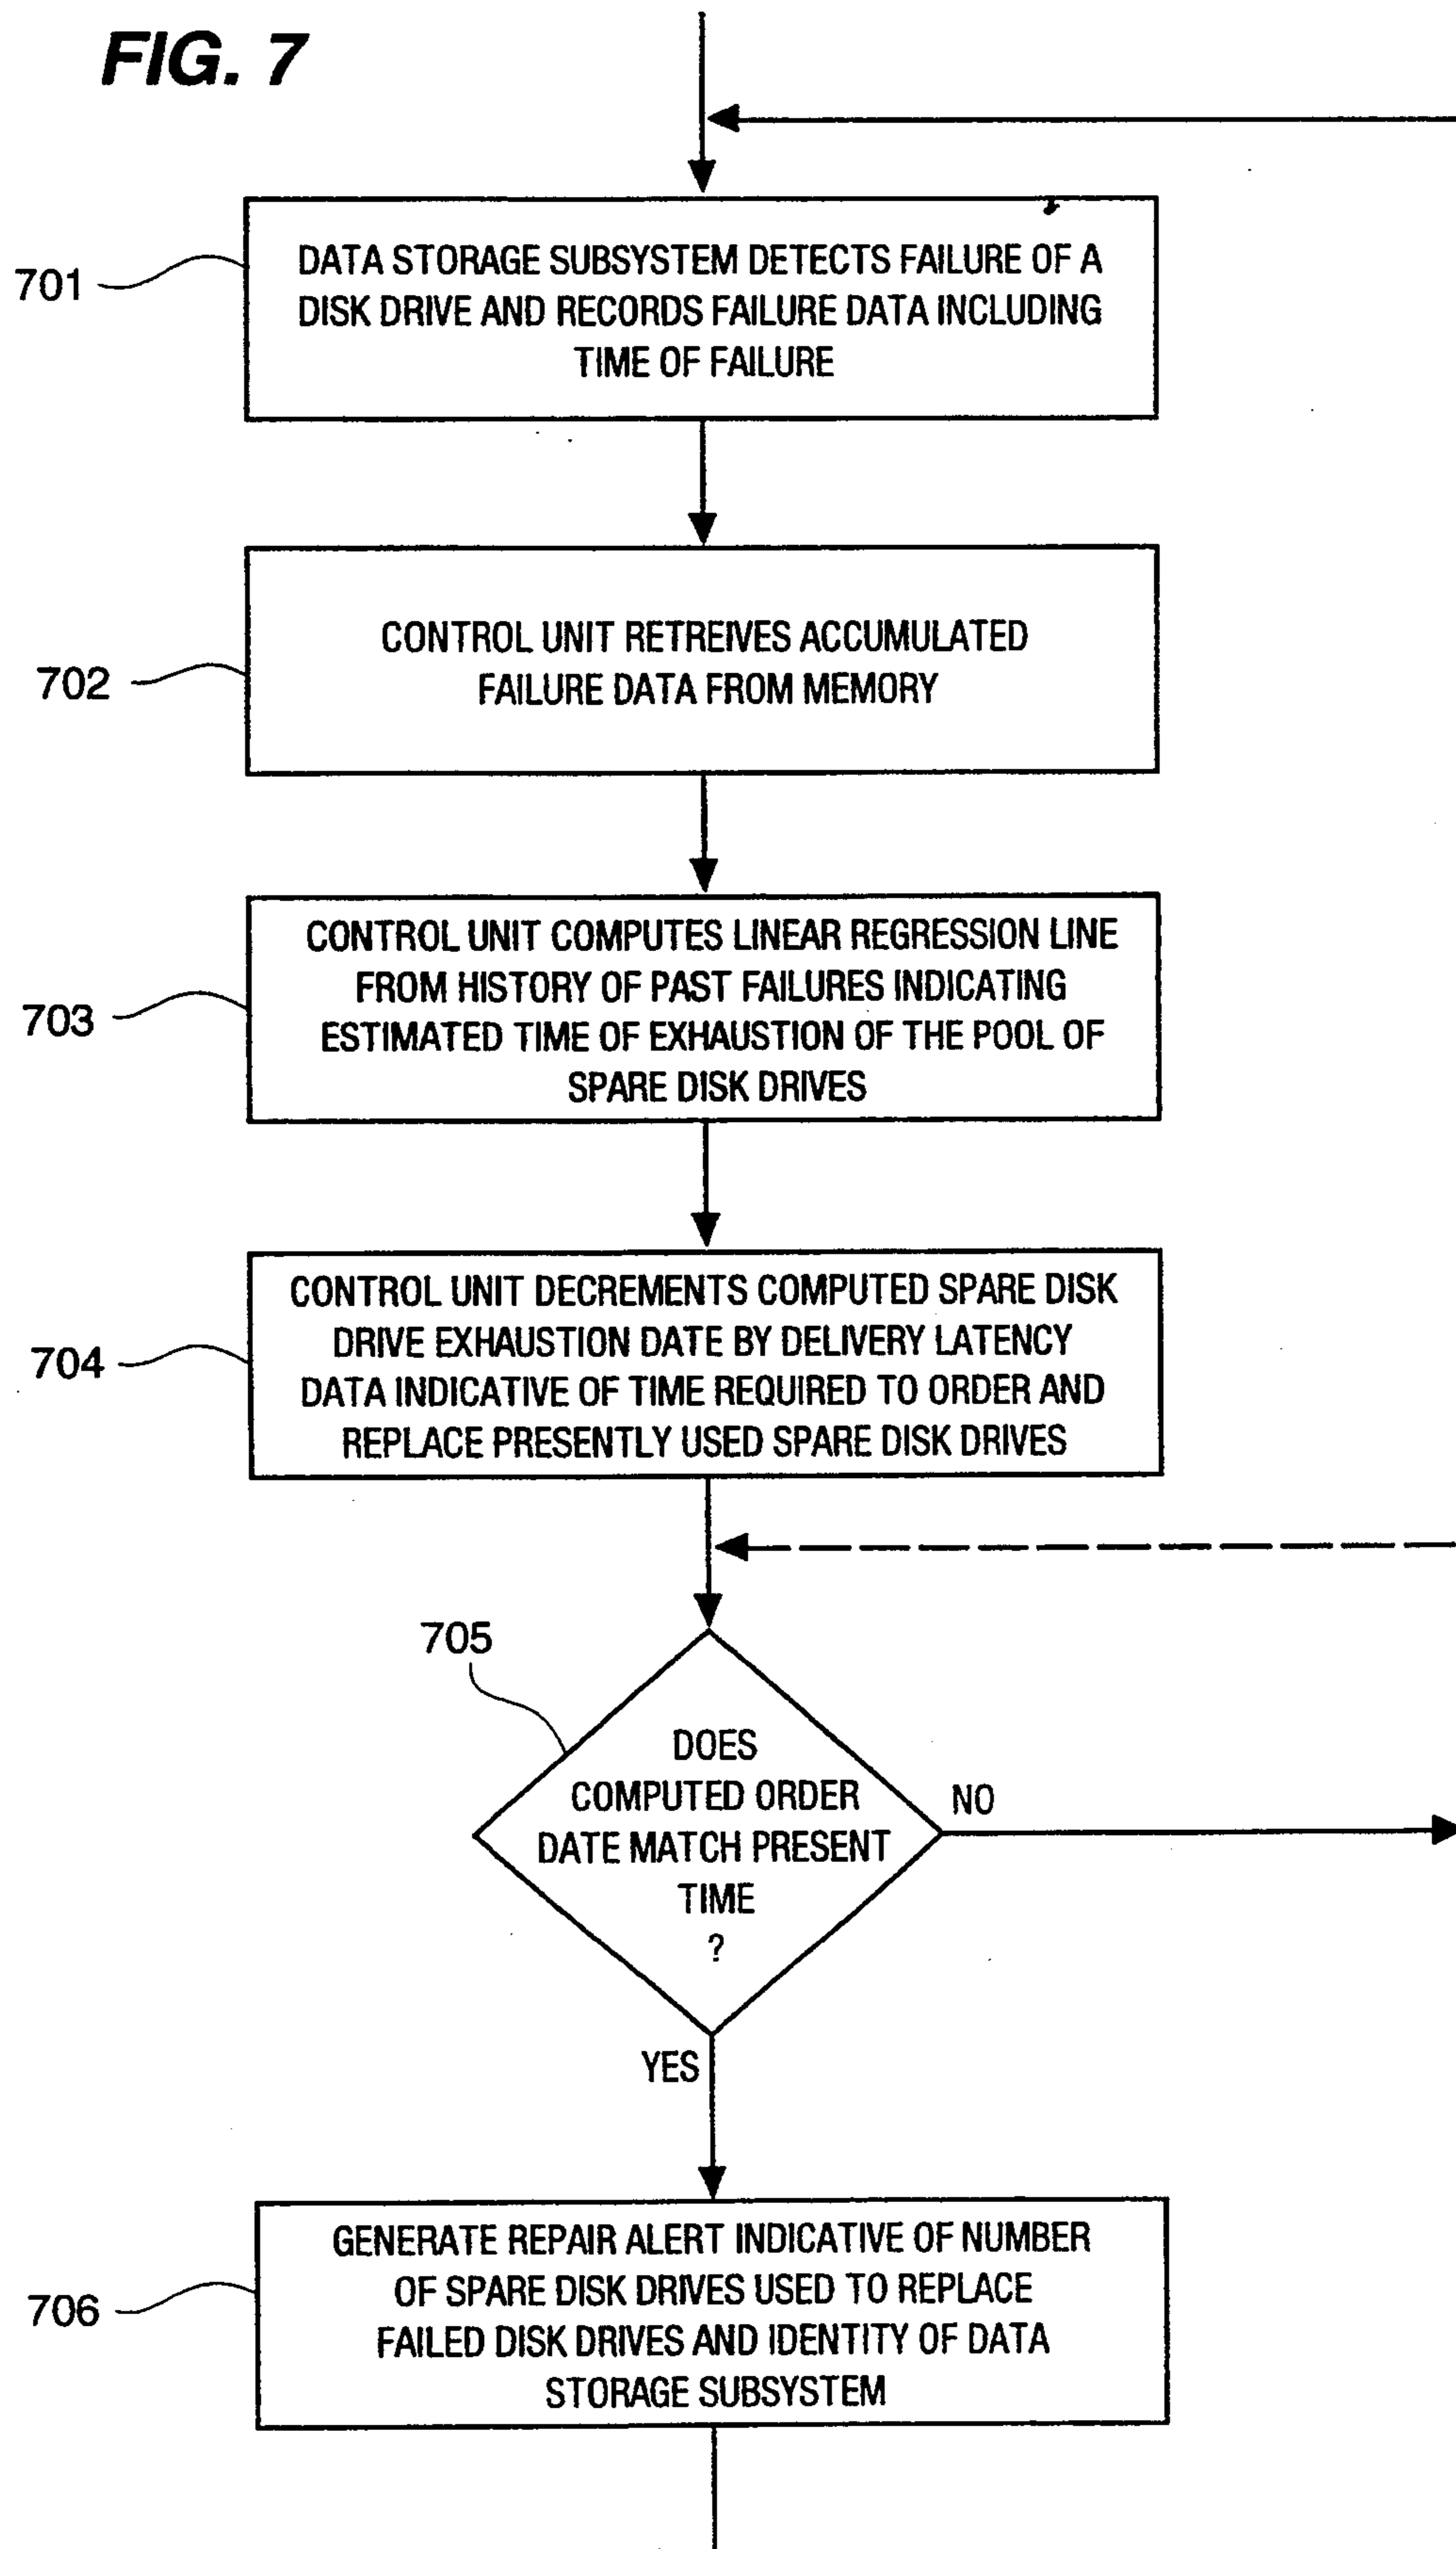 FIG. 7
701
DATA STORAGE SUBSYSTEM DETECTS FAILURE OF A
DISK DRIVE AND RECORDS FAILURE DATA INCLUDING
TIME OF FAILURE
702
CONTROL UNIT RETREIVES ACCUMULATED
FAILURE DATA FROM MEMORY
703
CONTROL UNIT COMPUTES LINEAR REGRESSION LINE
FROM HISTORY OF PAST FAILURES INDICATING
ESTIMATED TIME OF EXHAUSTION OF THE POOL OF
SPARE DISK DRIVES
704
CONTROL UNIT DECREMENTS COMPUTED SPARE DISK
DRIVE EXHAUSTION DATE BY DELIVERY LATENCY
DATA INDICATIVE OF TIME REQUIRED TO ORDER AND
REPLACE PRESENTLY USED SPARE DISK DRIVES
705
DOES
COMPUTED ORDER
DATE MATCH PRESENT
TIME
?
NO
YES
706
GENERATE REPAIR ALERT INDICATIVE OF NUMBER
OF SPARE DISK DRIVES USED TO REPLACE
FAILED DISK DRIVES AND IDENTITY OF DATA
STORAGE SUBSYSTEM